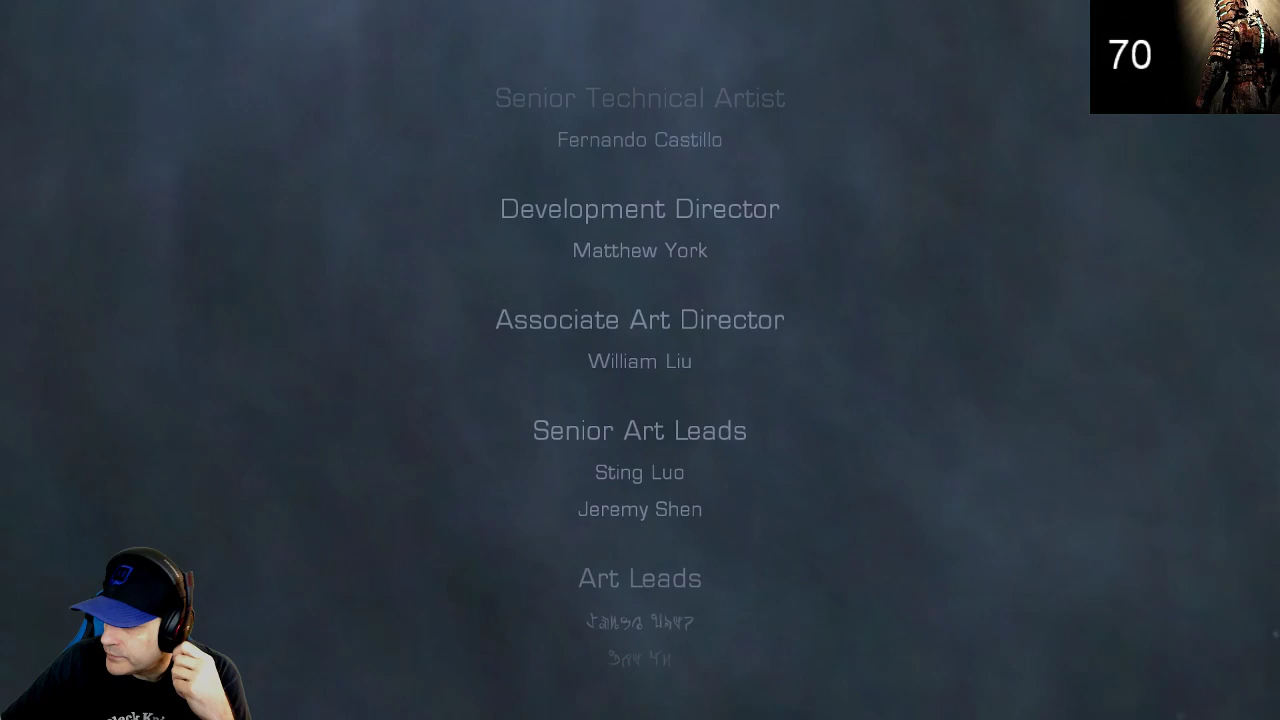 70
Senior Technical Artist
Fernando Castillo
Development Director
Matthew York
Associate Art Director
William Liu
Senior Art Leads
Sting Luo
Jeremy Shen
Art Leads